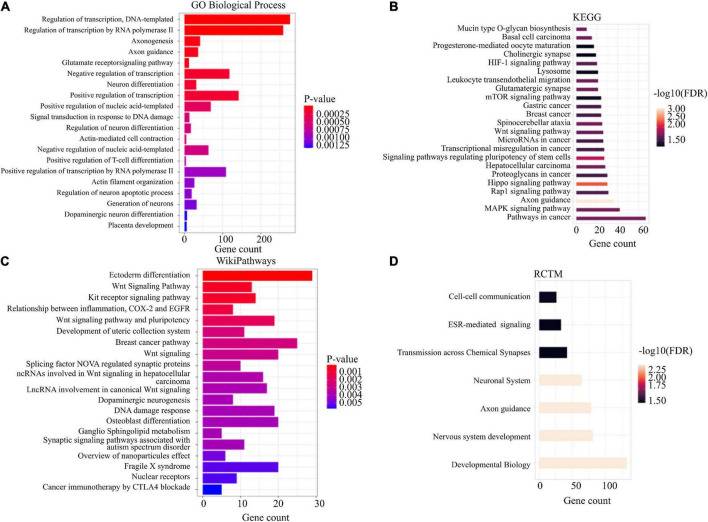 A
GO Biological Process
Regulation of transcription, DNA-templated
Regulation of transcription by RNA polymerase II
Axonogenesis
Axon guidance
Glutamate receptorsignaling pathway
Negative regulation of transcription
Neuron differentiation
Positive regulation of transcription
Positive regulation of nucleic acid-templated
Signal transduction in response to DNA damage
Regulation of neuron differentiation
Actin-mediated cell contraction
Negative regulation of nucleic acid-templated
Positive regulation of T-cell differentiation
Positive regulation of transcription by RNA polymerase II
Actin filament organization
Regulation of neuron apoptotic process
Generation of neurons
Dopaminergic neuron differentiation
Placenta development
0 100 200
Gene count
P-value
0.00025
0.00050
0.00075
0.00100
0.00125
B
KEGG
Mucin type O-glycan biosynthesis
Basal cell carcinoma
Progesterone-mediated oocyte maturation
Cholinergic synapse
HIF-1 signaling pathway
Lysosome
Leukocyte transendothelial migration
Glutamatergic synapse
mTOR signaling pathway
Gastric cancer
Breast cancer
Spinocerebellar ataxia
Wnt signaling pathway
MicroRNAs in cancer
Transcriptional misregulation in cancer
Signaling pathways regulating pluripotency of stem cells
Hepatocellular carcinoma
Proteoglycans in cancer
Hippo signaling pathway
Rap1 signaling pathway
Axon guidance
MAPK signaling pathway
Pathways in cancer
0 20 40 60
Gene count
-log10(FDR)
3.00
2.50
2.00
1.50
C
WikiPathways
Ectoderm differentiation
Wnt Signaling Pathway
Kit receptor signaling pathway
Relationship between inflammation, COX-2 and EGFR
Wnt signaling pathway and pluripotency
Development of uteric collection system
Breast cancer pathway
Wnt signaling
Splicing factor NOVA regulated synaptic proteins
ncRNAs involved in Wnt signaling in hepatocellular
carcinoma
LncRNA involvement in canonical Wnt signaling
Dopaminergic neurogenesis
DNA damage response
Osteoblast differentiation
Ganglio Sphingolipid metabolism
Synaptic signaling pathways associated with
autism spectrum disorder
Overview of nanoparticules effect
Fragile X syndrome
Nuclear receptors
Cancer immunotherapy by CTLA4 blockade
0 10 20 30
Gene count
P-value
0.001
0.002
0.003
0.004
0.005
D
RCTM
Cell-cell communication
ESR-mediated signaling
Transmission across Chemical Synapses
Neuronal System
Axon guidance
Nervous system development
Developmental Biology
0 50 100
Gene count
-log10(FDR)
2.25
2.00
1.75
1.50